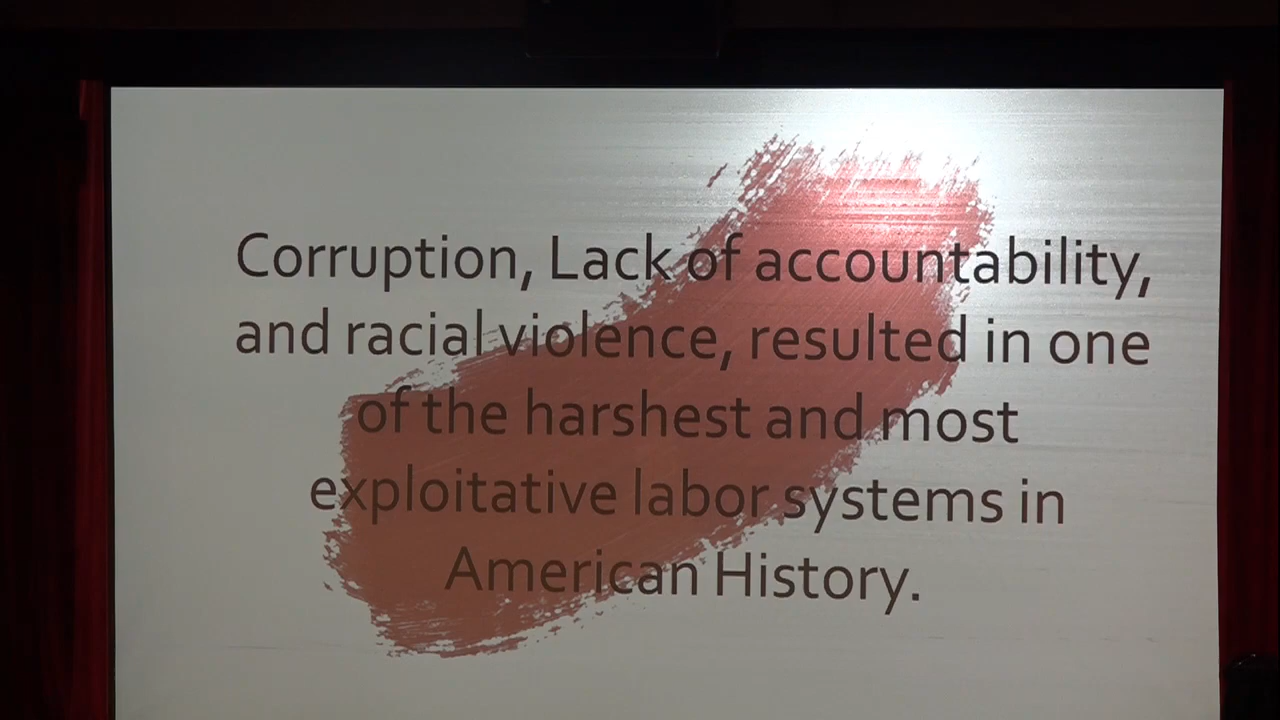 Corruption, Lack of accountability,
and racial violence, resulted in one
of the harshest and most
exploitative labor systems in
American History.